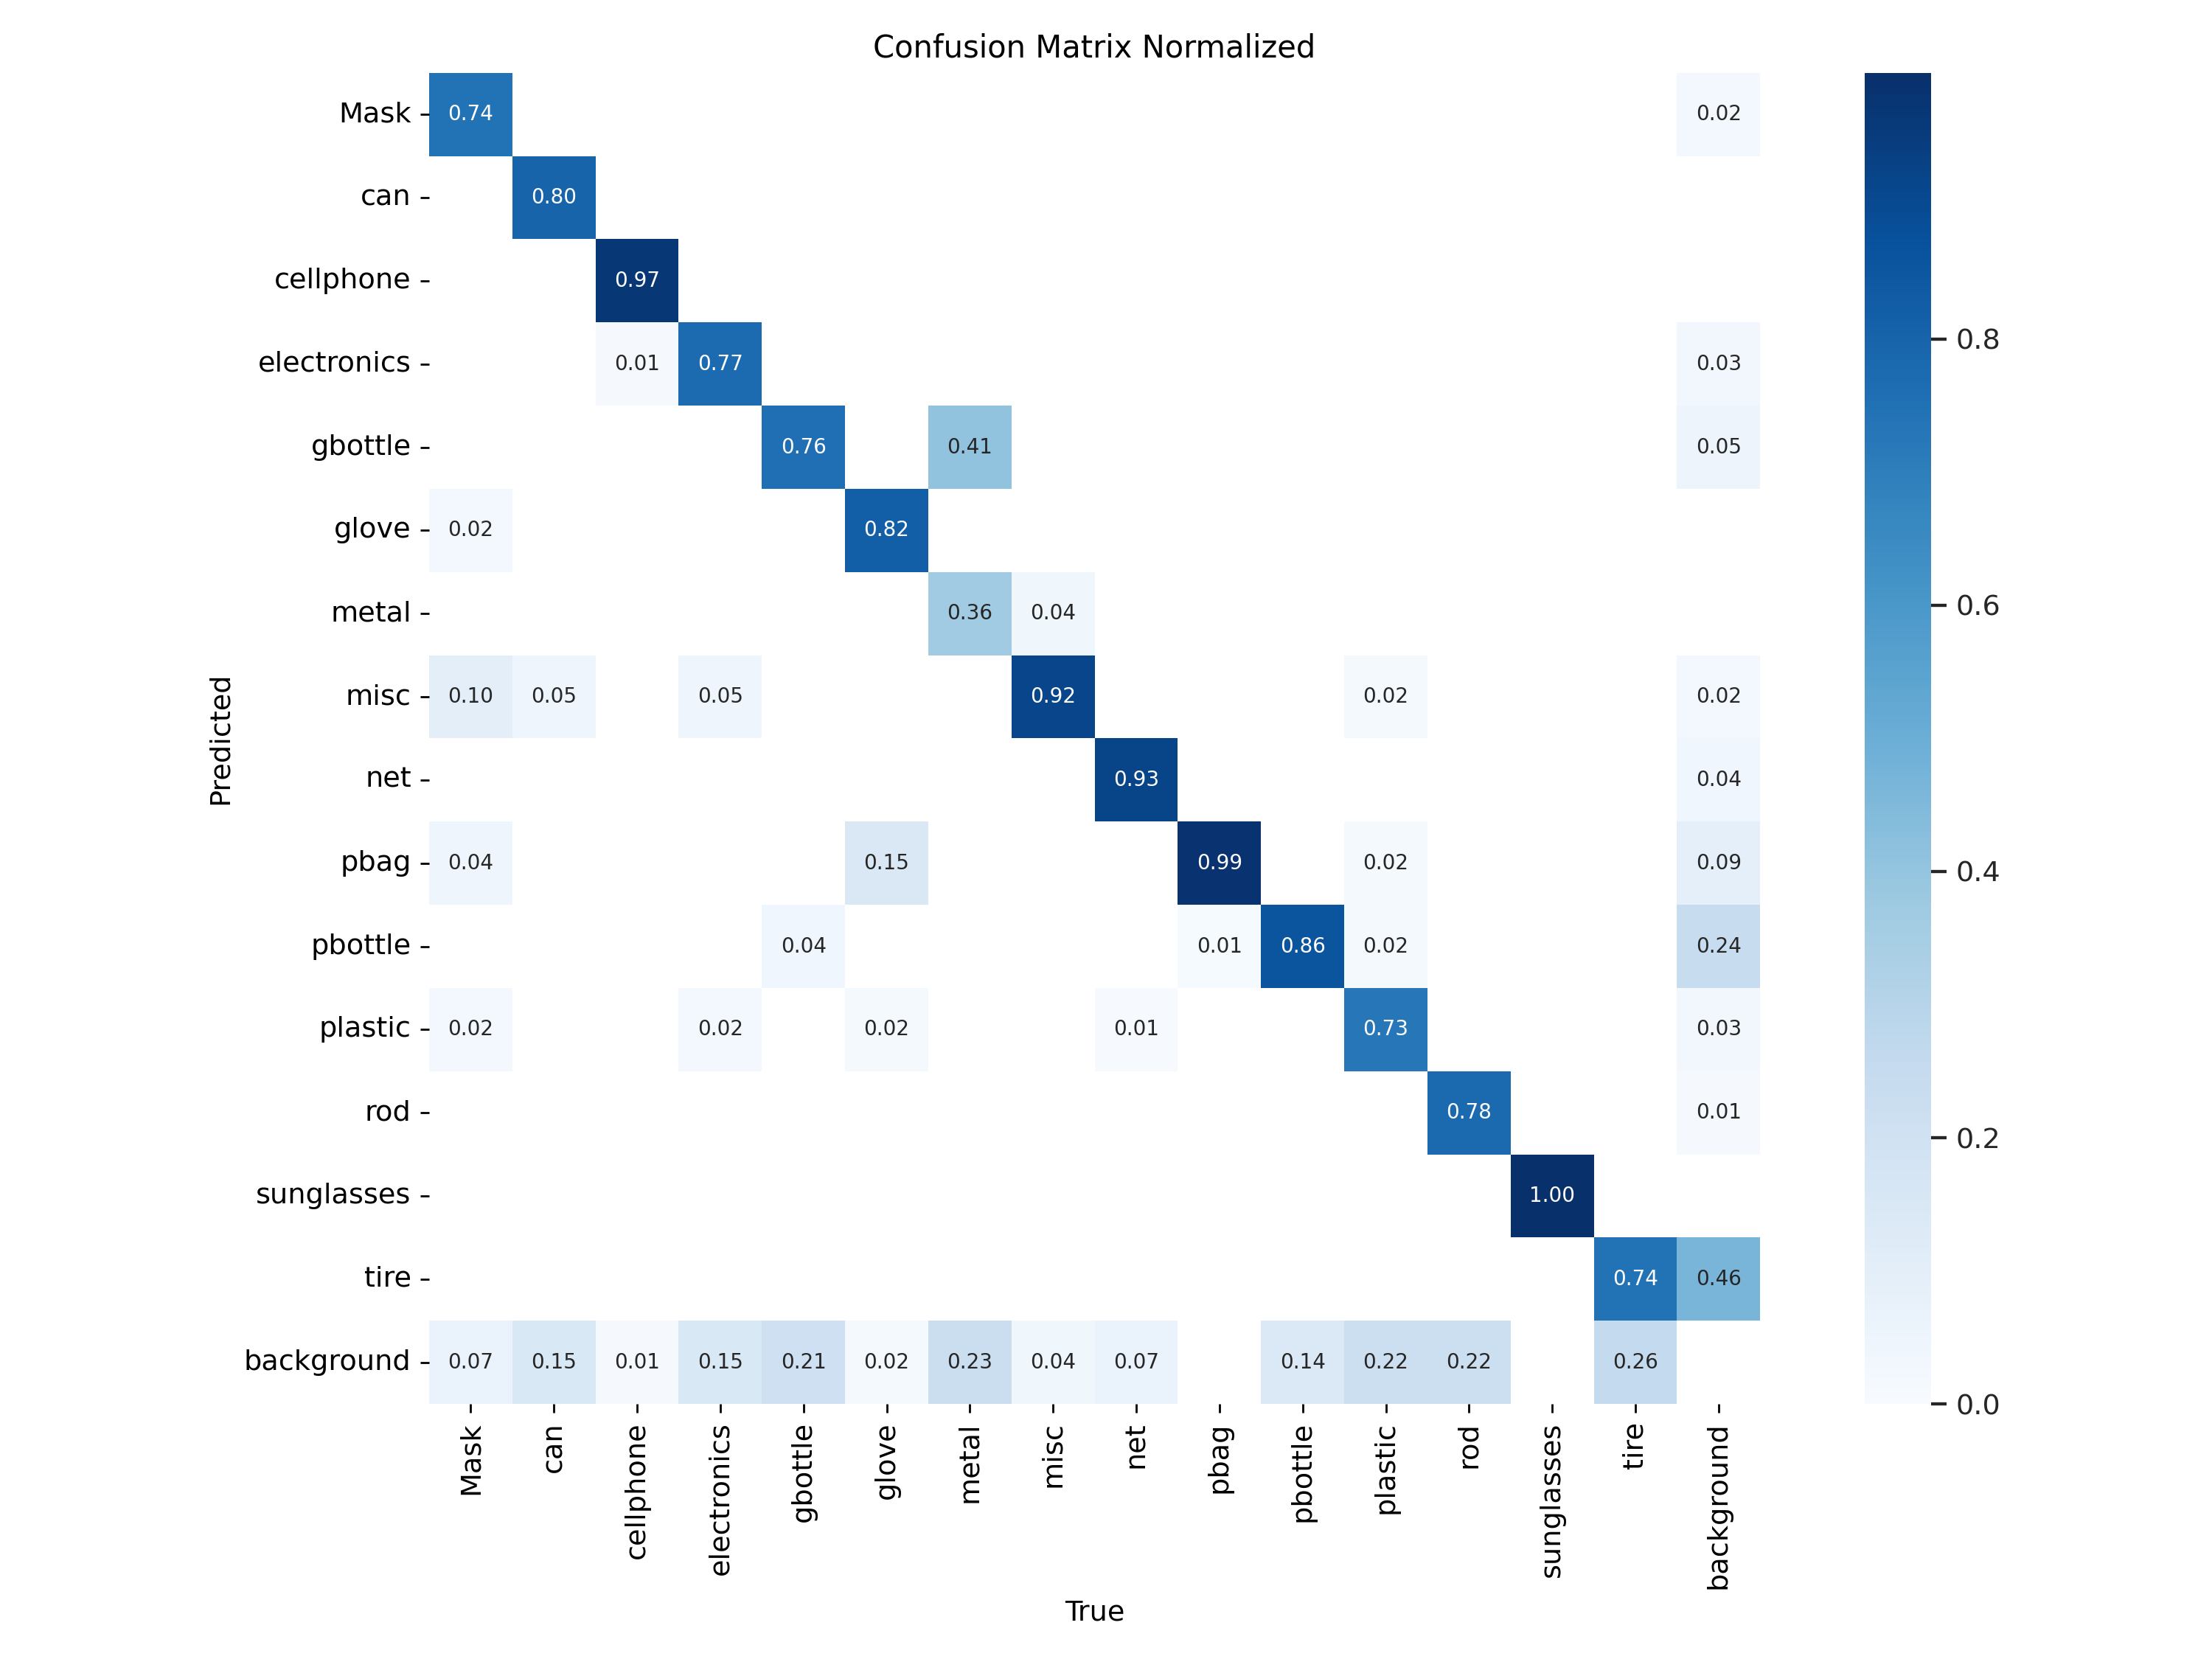 Confusion Matrix Normalized
Mask 0.74 0.02
can 0.80
cellphone 0.97
electronics 0.01 0.77 0.03
0.8
gbottle 0.76 0.41 0.05
glove 0.02 0.82
metal 0.36 0.04
0.6
misc 0.10 0.05 0.05 0.92 0.02 0.02
Predicted
net 0.93 0.04
pbag 0.04 0.15 0.99 0.02 0.09
0.4
pbottle 0.04 0.01 0.86 0.02 0.24
plastic 0.02 0.02 0.02 0.01 0.73 0.03
rod 0.78 0.01
0.2
sunglasses 1.00
tire 0.74 0.46
background 0.07 0.15 0.01 0.15 0.21 0.02 0.23 0.04 0.07 0.14 0.22 0.22 0.26
0.0
Mask can cellphone electronics gbottle glove metal misc net pbag pbottle plastic rod sunglasses tire background
True